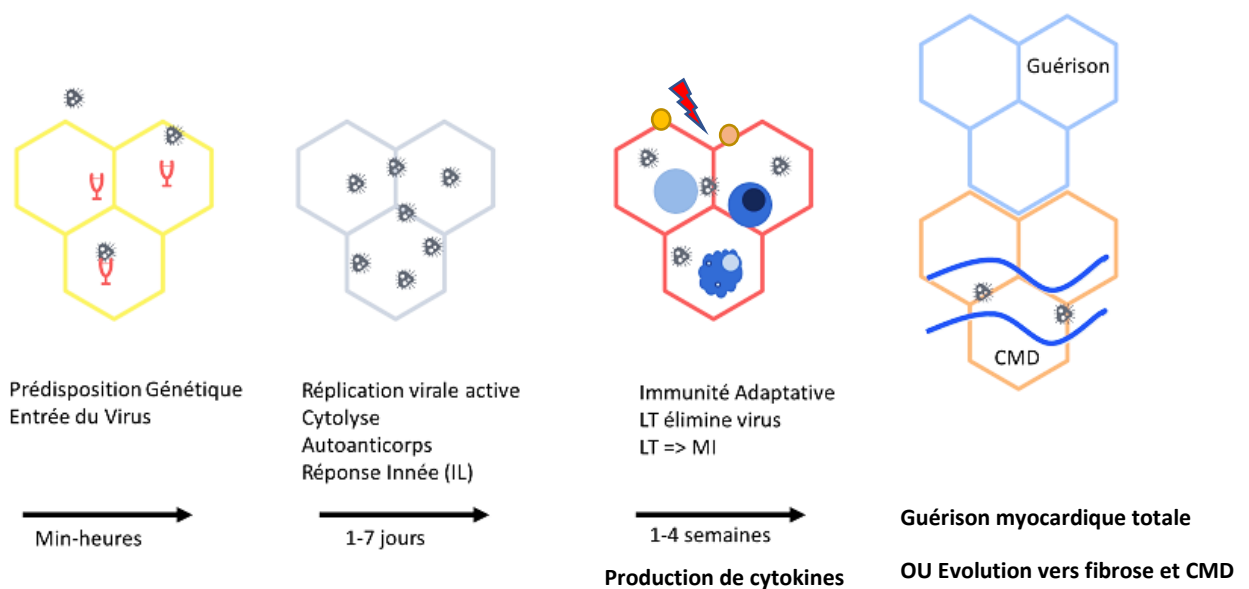 Guérison
CMD
Prédisposition Génétique
Entrée du Virus
Min-heures
Réplication virale active
Cytolyse
Autoanticorps
Réponse Innée (IL)
1-7 jours
Immunité Adaptative
LT élimine virus
LT => MI
1-4 semaines
Production de cytokines
Guérison myocardique totale
OU Evolution vers fibrose et CMD